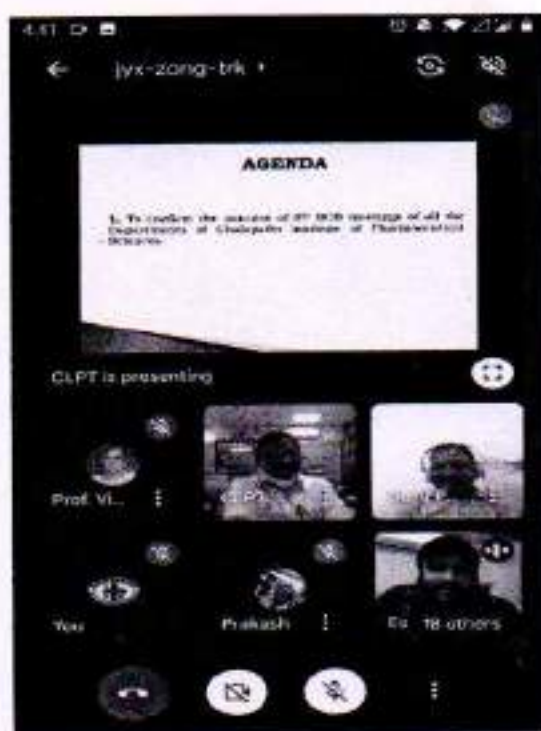 4:41
jyx-zong-trk
AGENDA
1. To confirm the minutes of BOS meetings of all the
Departments of Chalapathi Institute of Pharmaceutical
Sciences
CLPT is presenting
Prof. Vi...
CLPT
You
Prakash
18 others